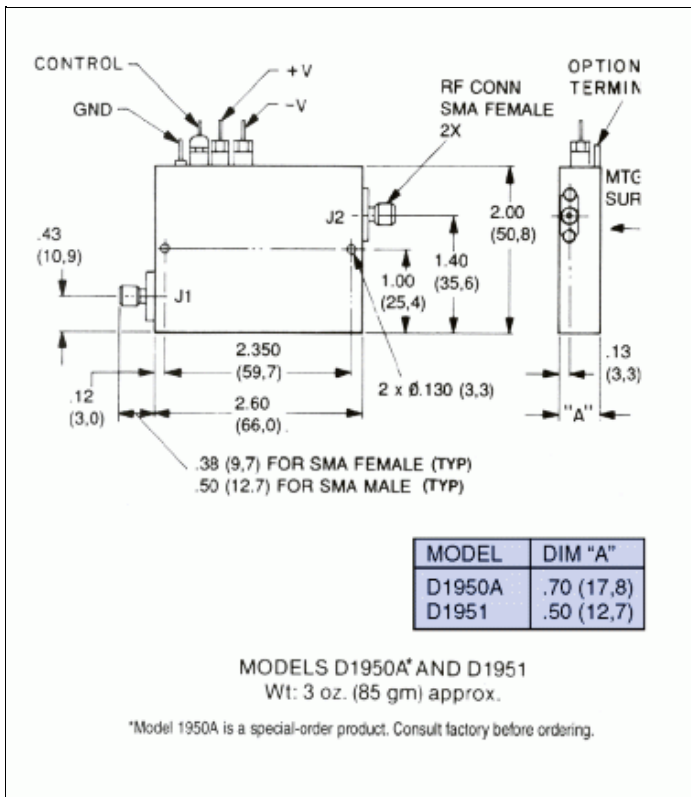 CONTROL
+V
GND
-V
RF CONN
SMA FEMALE
2X
OPTION
TERMIN
MTG
SUR
J2
2.00
(50,8)
.43
(10,9)
1.40
(35,6)
1.00
(25,4)
J1
2.350
(59,7)
2 x Ø.130 (3,3)
.13
(3,3)
.12
(3,0)
2.60
(66,0)
"A"
.38 (9,7) FOR SMA FEMALE (TYP)
.50 (12.7) FOR SMA MALE (TYP)
MODEL DIM "A"
D1950A .70 (17,8)
D1951 .50 (12,7)
MODELS D1950A* AND D1951
Wt: 3 oz. (85 gm) approx.
*Model 1950A is a special-order product. Consult factory before ordering.